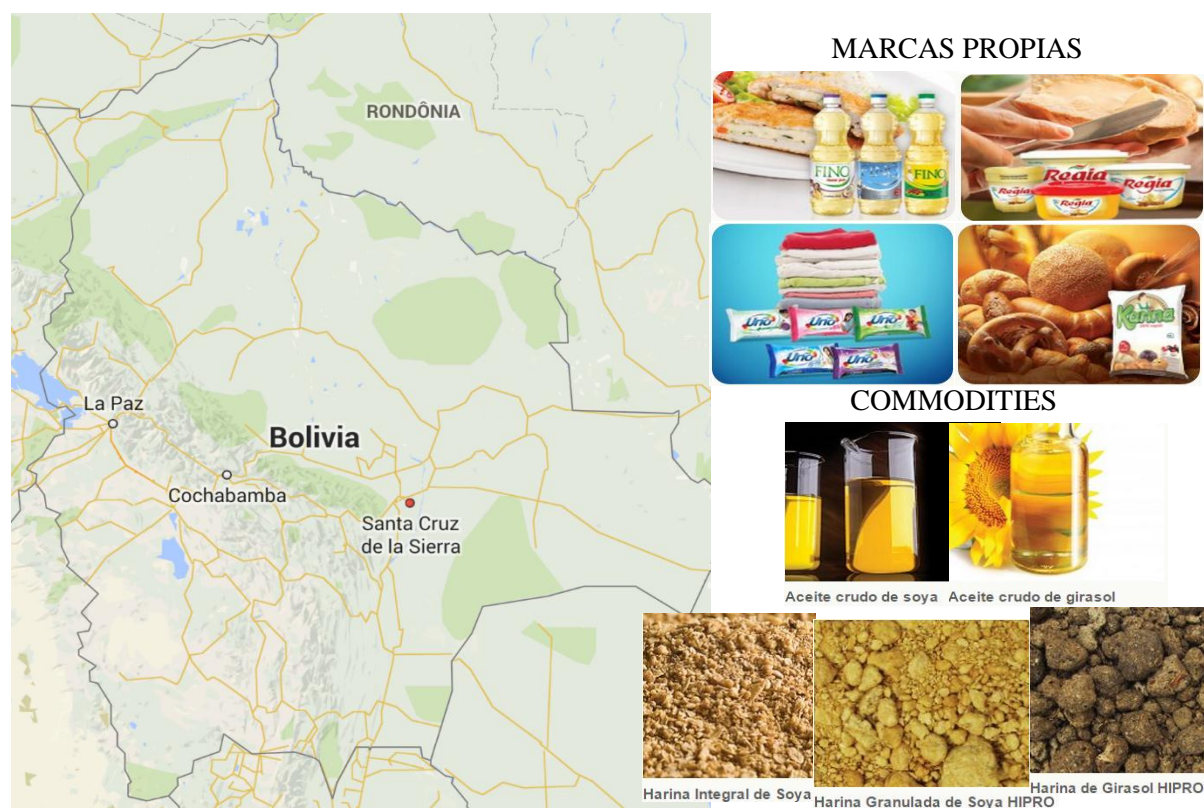 RONDÔNIA
La Paz
Bolivia
Cochabamba
Santa Cruz
de la Sierra
MARCAS PROPIAS
FINO
FINO
Regia
Regia
Regia
Regia
Uno
Uno
Uno
Uno
Uno
Karina
COMMODITIES
Aceite crudo de soya
Aceite crudo de girasol
Harina Integral de Soya
Harina Granulada de Soya HIPRO
Harina de Girasol HIPRO